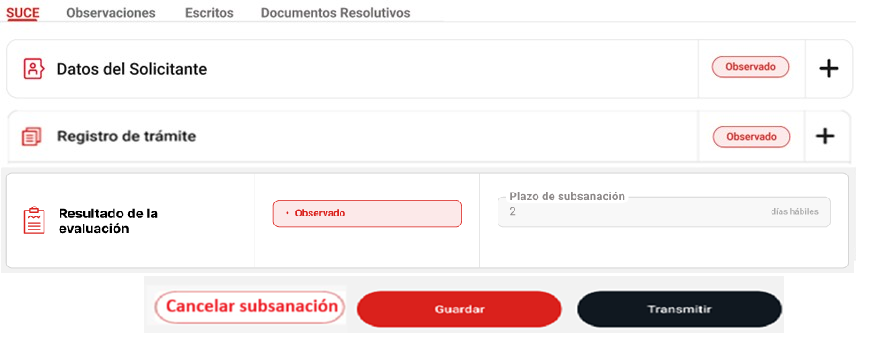 SUCE Observaciones Escritos Documentos Resolutivos
Datos del Solicitante Observado
Registro de trámite Observado
Plazo de subsanación
Resultado de la
evaluación
• Observado
2 días hábiles
Cancelar subsanación Guardar Transmitir